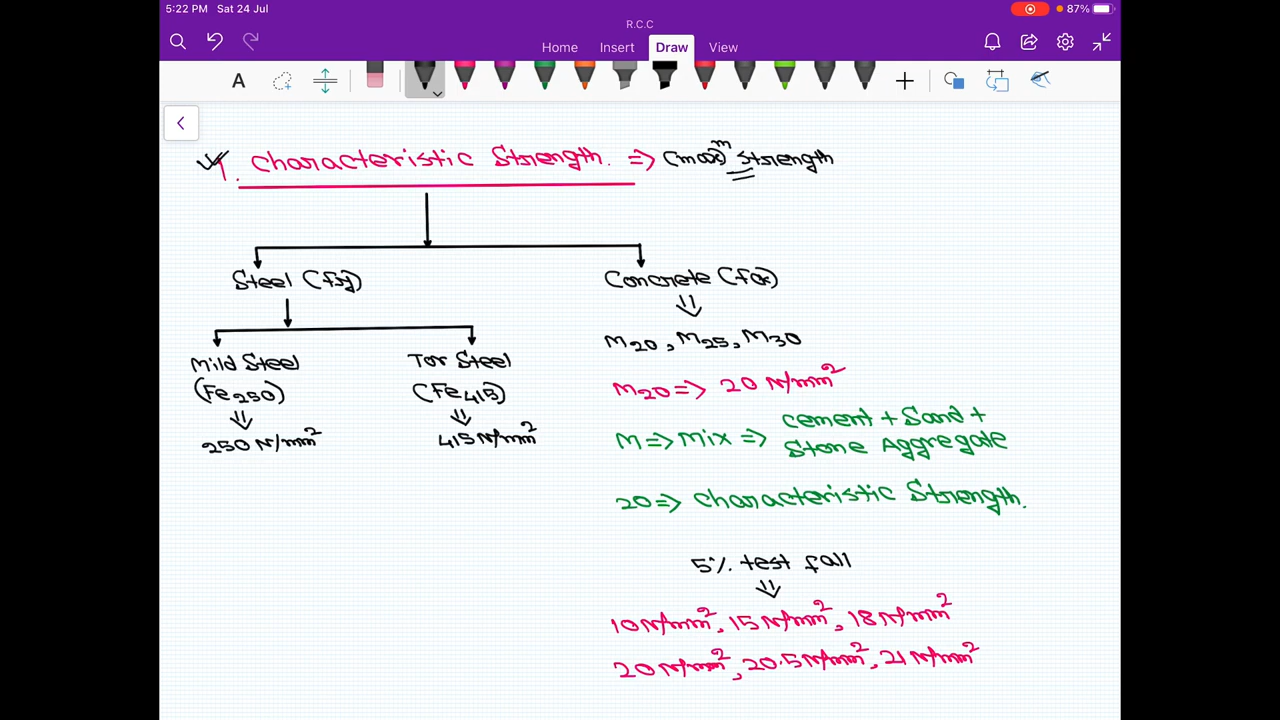 5:22 PM Sat 24 Jul
87%
R.C.C
Home Insert Draw View
A
1. Characteristic Strength. => (max)^m Strength
Steel (fy)
Concrete (fck)
Mild Steel
(Fe250)
250 N/mm²
Tor Steel
(Fe415)
415 N/mm²
M20, M25, M30
M20 => 20 N/mm²
M => Mix => cement + Sand +
Stone Aggregate
20 => Characteristic Strength.
5% test fall
10 N/mm², 15 N/mm², 18 N/mm²
20 N/mm², 20.5 N/mm², 21 N/mm²